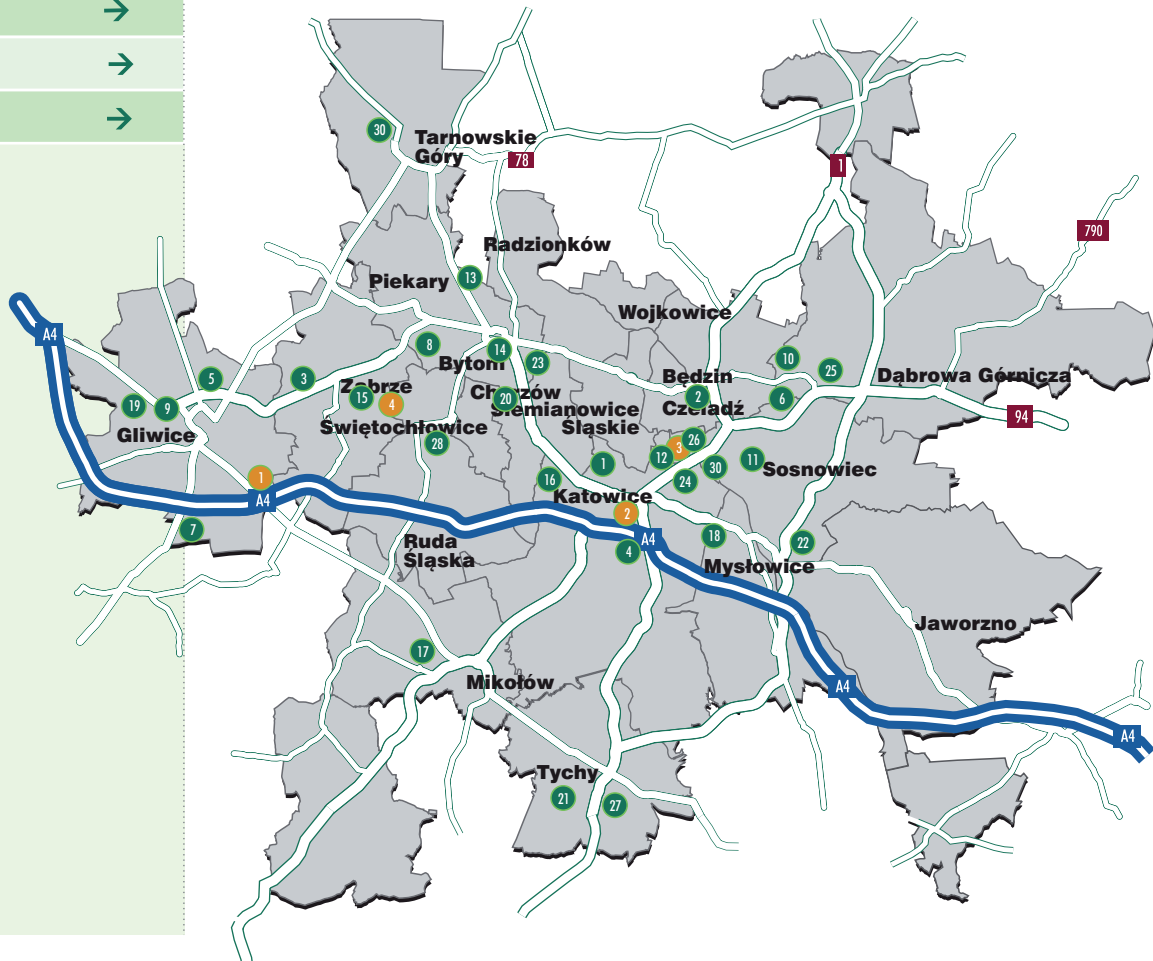 30
Tarnowskie
Góry
78
1
790
Radzionków
13
Piekary
Wojkowice
A4
8
14
Bytom
23
10
25
5
3
Zabrze
15
4
Chorzów
20
Będzin
2
6
Dąbrowa Górnicza
19
9
Siemianowice
Śląskie
Czeladź
94
Gliwice
Świętochłowice
28
3
26
12
1
30
11
Sosnowiec
24
1
16
Katowice
A4
2
7
Ruda
Śląska
A4
4
18
22
Mysłowice
Jaworzno
17
Mikołów
A4
A4
Tychy
21
27